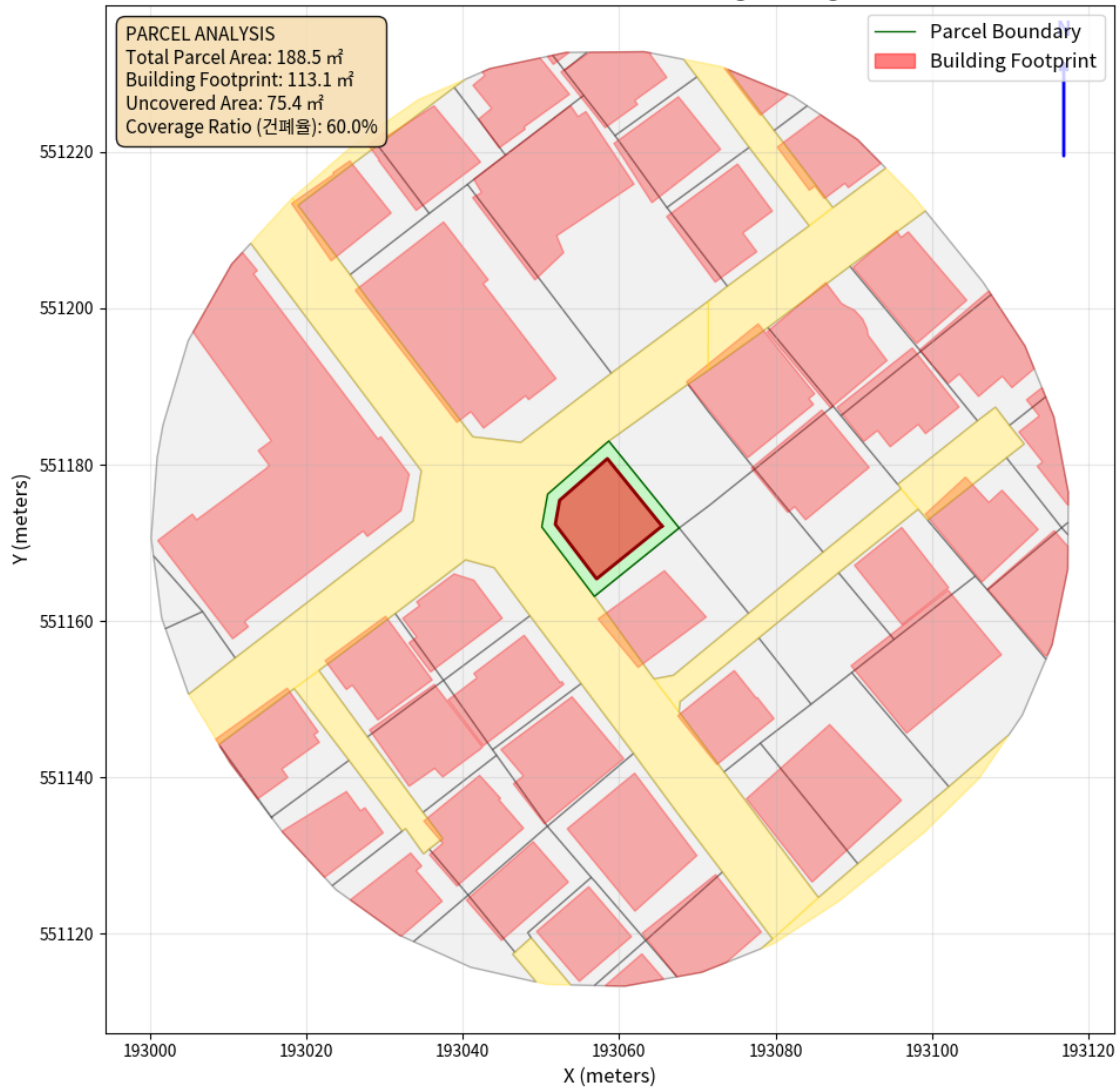 PARCEL ANALYSIS
Total Parcel Area: 188.5 ㎡
Building Footprint: 113.1 ㎡
Uncovered Area: 75.4 ㎡
Coverage Ratio (건폐율): 60.0%
Parcel Boundary
Building Footprint
N
551220
551200
551180
551160
551140
551120
Y (meters)
193000
193020
193040
193060
193080
193100
193120
X (meters)